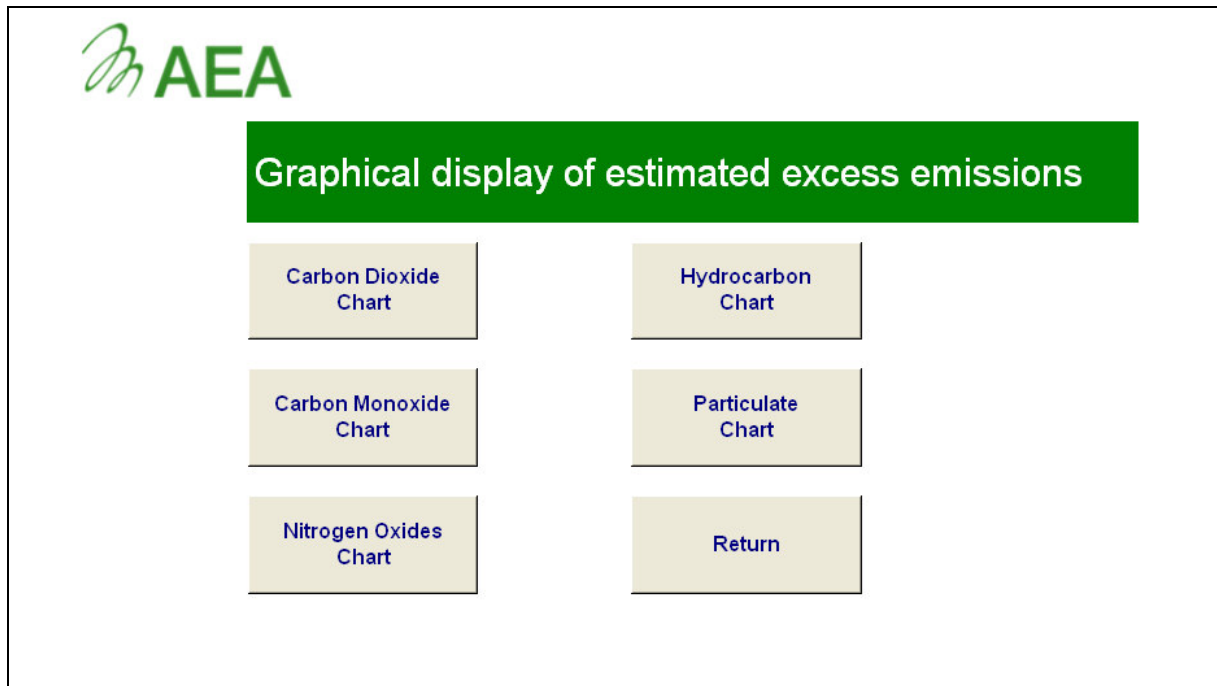 AEA
Graphical display of estimated excess emissions
Carbon Dioxide
Chart
Hydrocarbon
Chart
Carbon Monoxide
Chart
Particulate
Chart
Nitrogen Oxides
Chart
Return